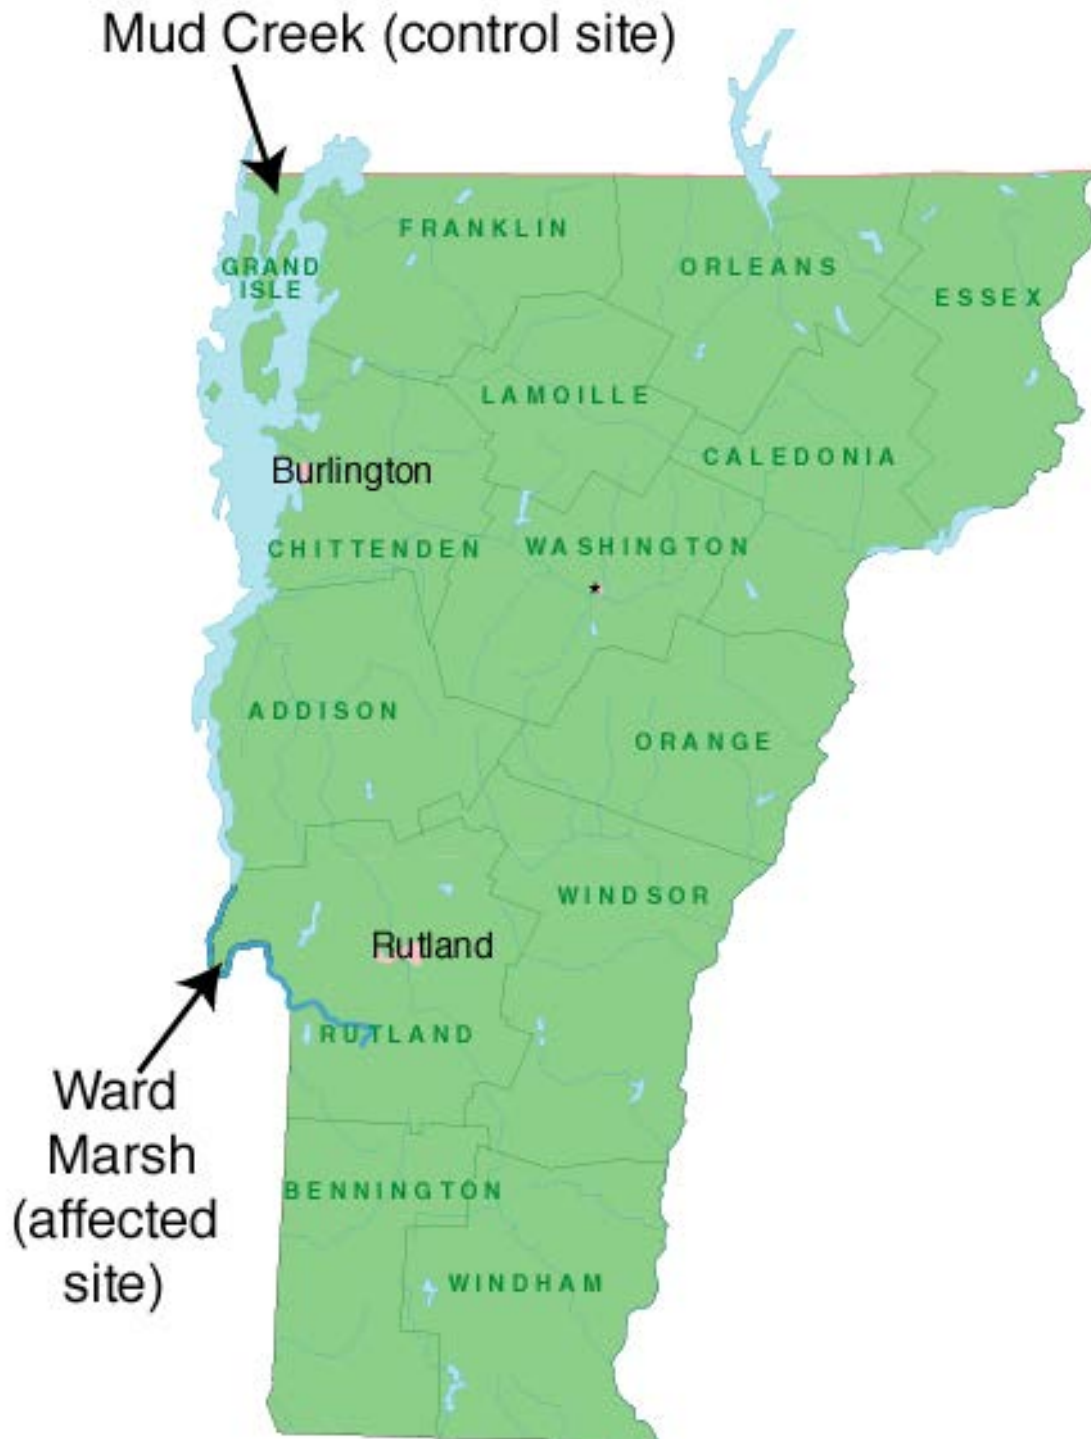 Mud Creek (control site)
FRANKLIN
GRAND
ISLE
ORLEANS
ESSEX
LAMOILLE
CALEDONIA
Burlington
CHITTENDEN
WASHINGTON
ADDISON
ORANGE
WINDSOR
Rutland
RUTLAND
Ward
Marsh
(affected
site)
BENNINGTON
WINDHAM